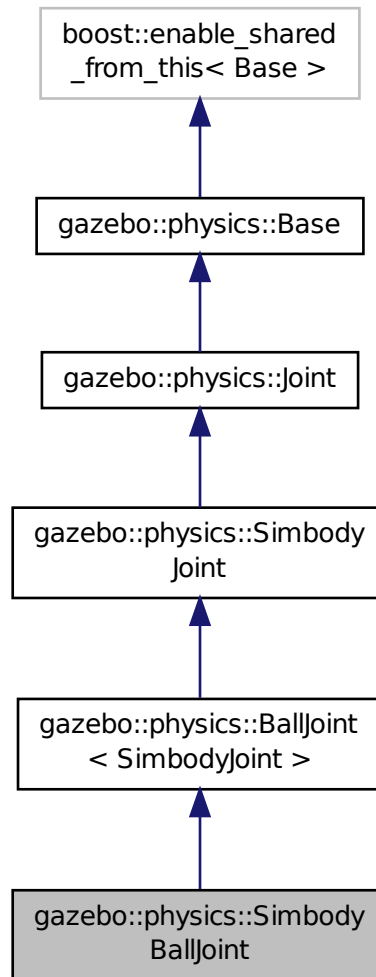 boost::enable_shared
_from_this< Base >
gazebo::physics::Base
gazebo::physics::Joint
gazebo::physics::Simbody
Joint
gazebo::physics::BallJoint
< SimbodyJoint >
gazebo::physics::Simbody
BallJoint